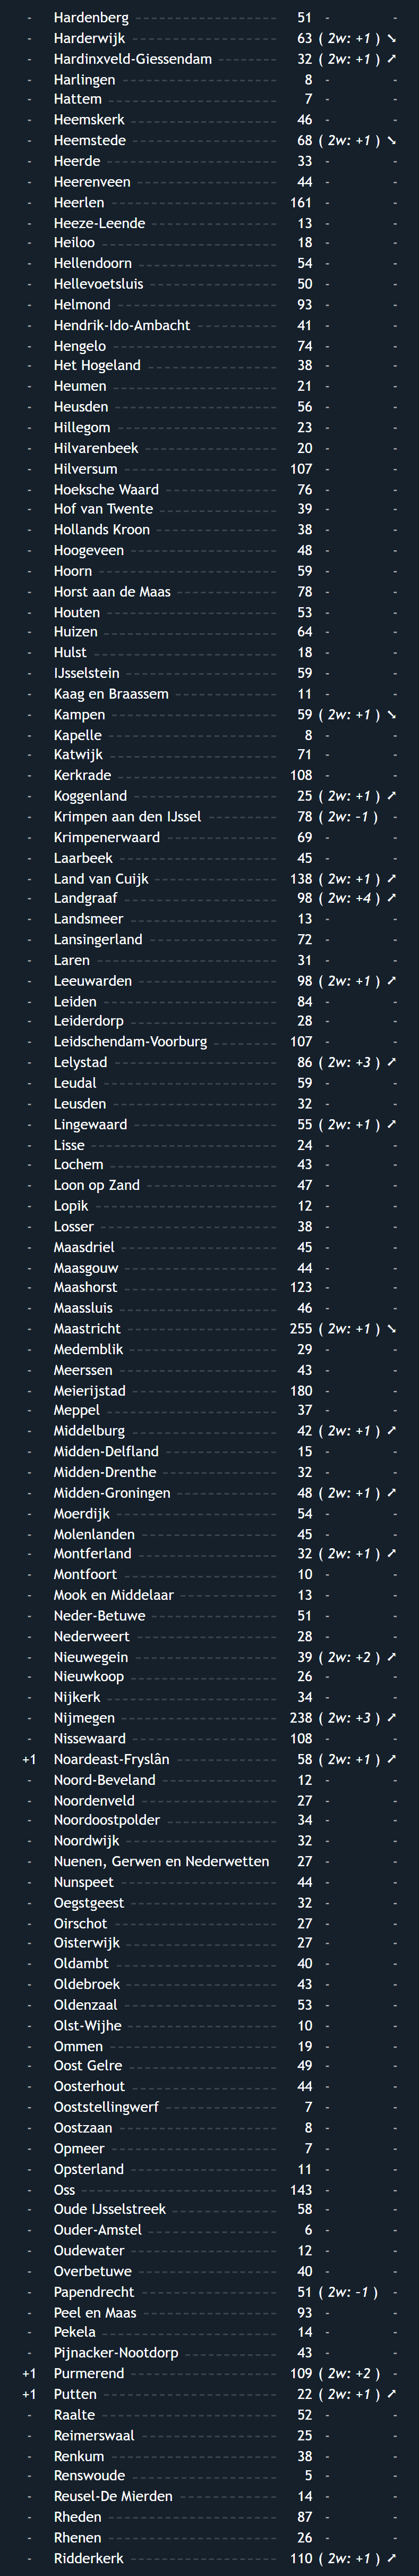 - Hardenberg 51 - -
- Harderwijk 63 ( 2w: +1 ) ➘
- Hardinxveld-Giessendam 32 ( 2w: +1 ) ➚
- Harlingen 8 - -
- Hattem 7 - -
- Heemskerk 46 - -
- Heemstede 68 ( 2w: +1 ) ➘
- Heerde 33 - -
- Heerenveen 44 - -
- Heerlen 161 - -
- Heeze-Leende 13 - -
- Heiloo 18 - -
- Hellendoorn 54 - -
- Hellevoetsluis 50 - -
- Helmond 93 - -
- Hendrik-Ido-Ambacht 41 - -
- Hengelo 74 - -
- Het Hogeland 38 - -
- Heumen 21 - -
- Heusden 56 - -
- Hillegom 23 - -
- Hilvarenbeek 20 - -
- Hilversum 107 - -
- Hoeksche Waard 76 - -
- Hof van Twente 39 - -
- Hollands Kroon 38 - -
- Hoogeveen 48 - -
- Hoorn 59 - -
- Horst aan de Maas 78 - -
- Houten 53 - -
- Huizen 64 - -
- Hulst 18 - -
- IJsselstein 59 - -
- Kaag en Braassem 11 - -
- Kampen 59 ( 2w: +1 ) ➘
- Kapelle 8 - -
- Katwijk 71 - -
- Kerkrade 108 - -
- Koggenland 25 ( 2w: +1 ) ➚
- Krimpen aan den IJssel 78 ( 2w: -1 ) -
- Krimpenerwaard 69 - -
- Laarbeek 45 - -
- Land van Cuijk 138 ( 2w: +1 ) ➚
- Landgraaf 98 ( 2w: +4 ) ➚
- Landsmeer 13 - -
- Lansingerland 72 - -
- Laren 31 - -
- Leeuwarden 98 ( 2w: +1 ) ➚
- Leiden 84 - -
- Leiderdorp 28 - -
- Leidschendam-Voorburg 107 - -
- Lelystad 86 ( 2w: +3 ) ➚
- Leudal 59 - -
- Leusden 32 - -
- Lingewaard 55 ( 2w: +1 ) ➚
- Lisse 24 - -
- Lochem 43 - -
- Loon op Zand 47 - -
- Lopik 12 - -
- Losser 38 - -
- Maasdriel 45 - -
- Maasgouw 44 - -
- Maashorst 123 - -
- Maassluis 46 - -
- Maastricht 255 ( 2w: +1 ) ➘
- Medemblik 29 - -
- Meerssen 43 - -
- Meierijstad 180 - -
- Meppel 37 - -
- Middelburg 42 ( 2w: +1 ) ➚
- Midden-Delfland 15 - -
- Midden-Drenthe 32 - -
- Midden-Groningen 48 ( 2w: +1 ) ➚
- Moerdijk 54 - -
- Molenlanden 45 - -
- Montferland 32 ( 2w: +1 ) ➚
- Montfoort 10 - -
- Mook en Middelaar 13 - -
- Neder-Betuwe 51 - -
- Nederweert 28 - -
- Nieuwegein 39 ( 2w: +2 ) ➚
- Nieuwkoop 26 - -
- Nijkerk 34 - -
- Nijmegen 238 ( 2w: +3 ) ➚
- Nissewaard 108 - -
+1 Noardeast-Fryslân 58 ( 2w: +1 ) ➚
- Noord-Beveland 12 - -
- Noordenveld 27 - -
- Noordoostpolder 34 - -
- Noordwijk 32 - -
- Nuenen, Gerwen en Nederwetten 27 - -
- Nunspeet 44 - -
- Oegstgeest 32 - -
- Oirschot 27 - -
- Oisterwijk 27 - -
- Oldambt 40 - -
- Oldebroek 43 - -
- Oldenzaal 53 - -
- Olst-Wijhe 10 - -
- Ommen 19 - -
- Oost Gelre 49 - -
- Oosterhout 44 - -
- Ooststellingwerf 7 - -
- Oostzaan 8 - -
- Opmeer 7 - -
- Opsterland 11 - -
- Oss 143 - -
- Oude IJsselstreek 58 - -
- Ouder-Amstel 6 - -
- Oudewater 12 - -
- Overbetuwe 40 - -
- Papendrecht 51 ( 2w: -1 ) -
- Peel en Maas 93 - -
- Pekela 14 - -
- Pijnacker-Nootdorp 43 - -
+1 Purmerend 109 ( 2w: +2 ) -
+1 Putten 22 ( 2w: +1 ) ➚
- Raalte 52 - -
- Reimerswaal 25 - -
- Renkum 38 - -
- Renswoude 5 - -
- Reusel-De Mierden 14 - -
- Rheden 87 - -
- Rhenen 26 - -
- Ridderkerk 110 ( 2w: +1 ) ➚